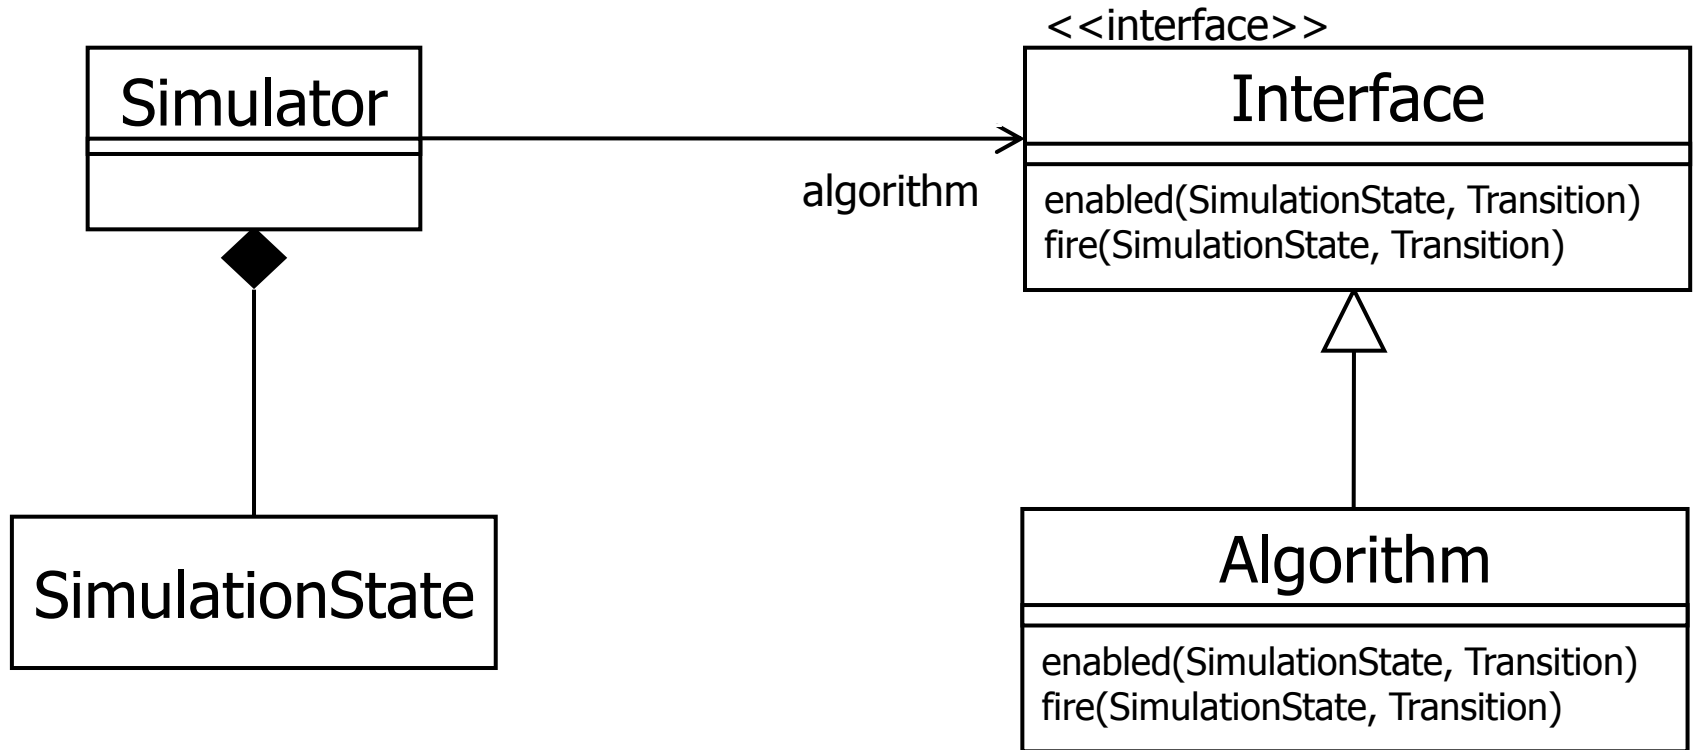 Simulator
<<interface>>
Interface
algorithm
enabled(SimulationState, Transition)
fire(SimulationState, Transition)
SimulationState
Algorithm
enabled(SimulationState, Transition)
fire(SimulationState, Transition)